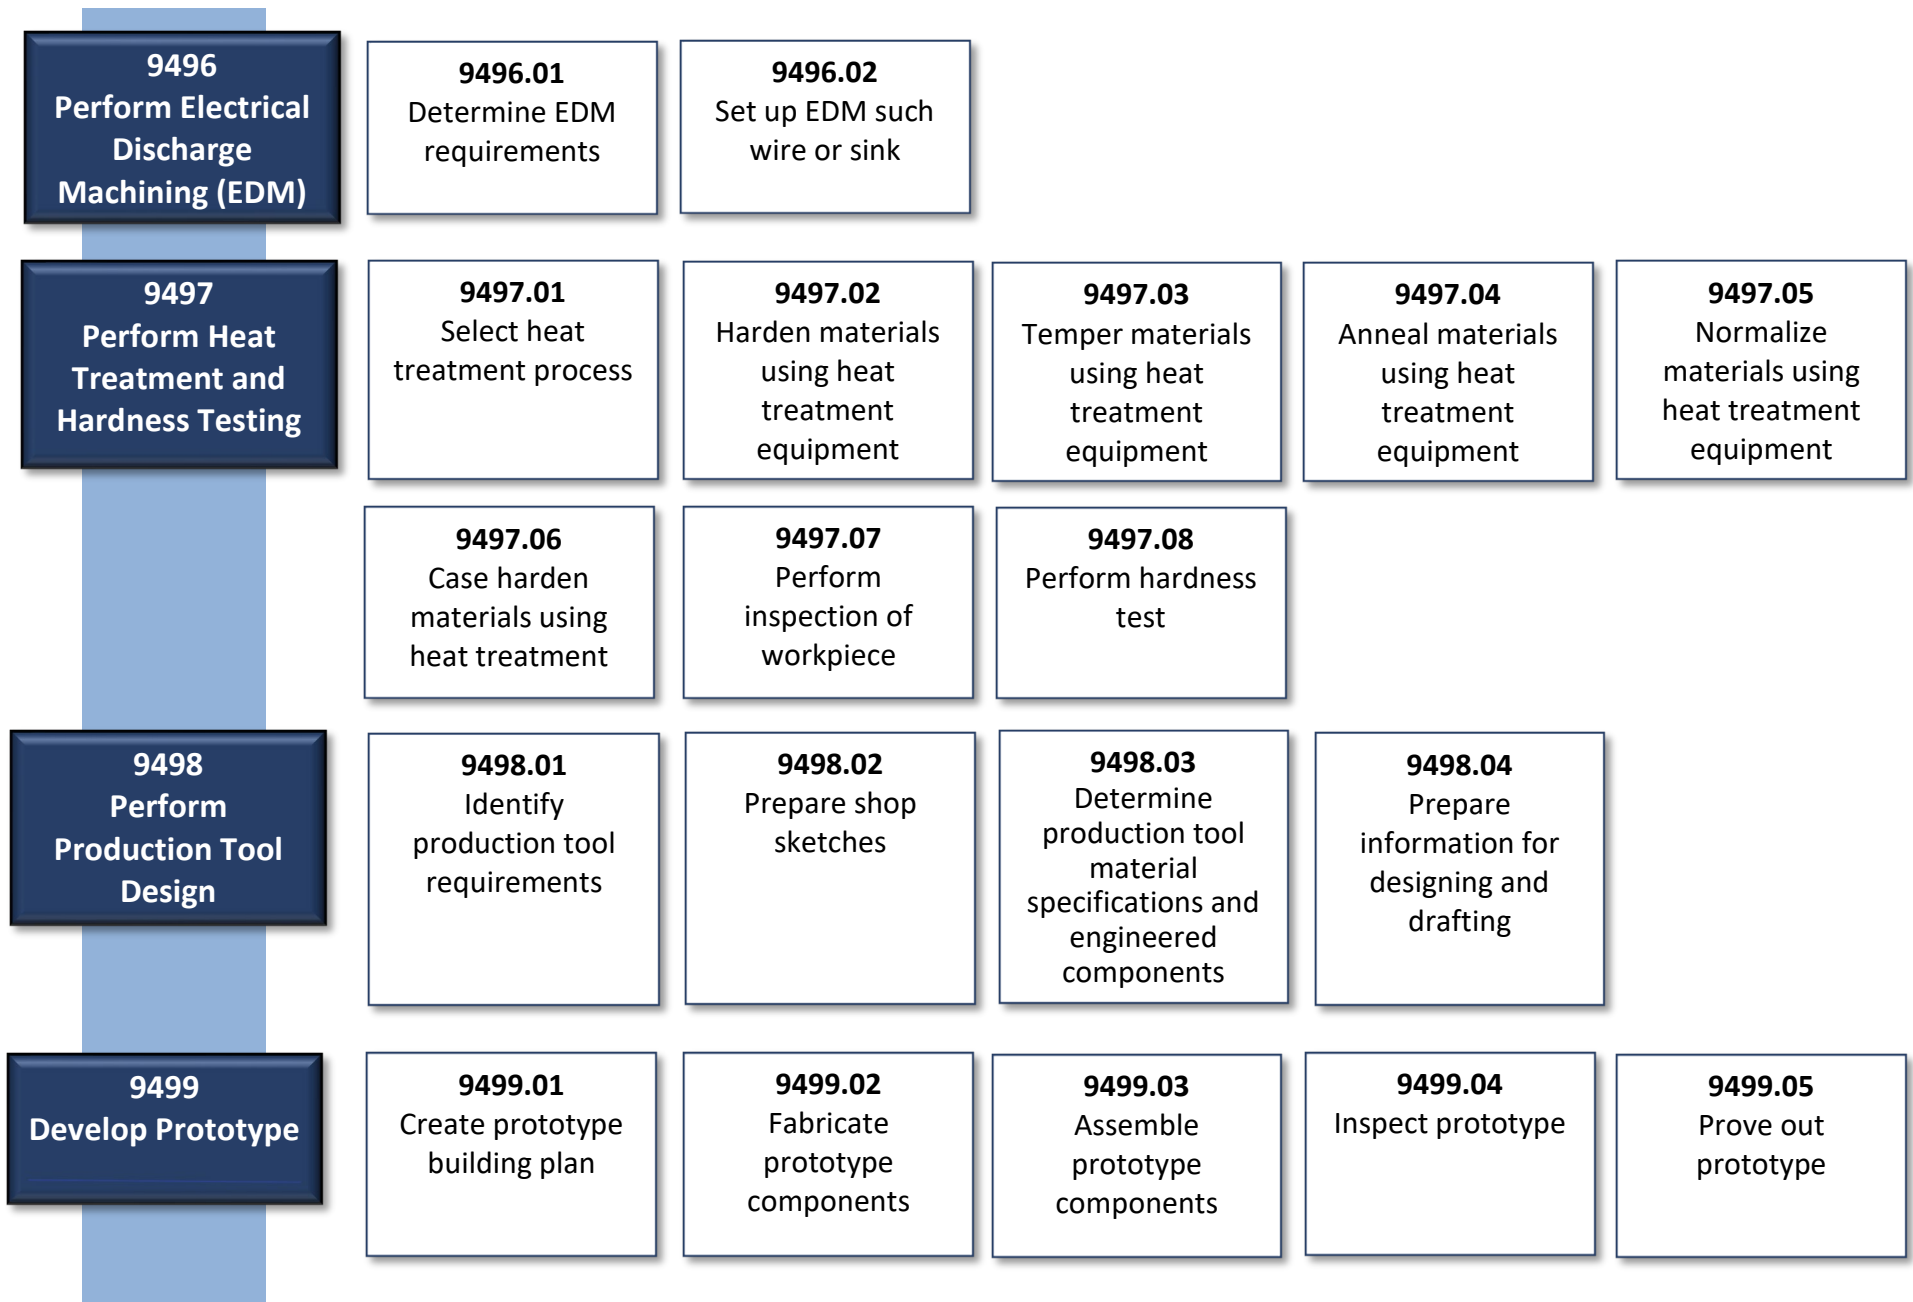 9496
Perform Electrical
Discharge
Machining (EDM)
9496.01
Determine EDM
requirements
9496.02
Set up EDM such
wire or sink
9497
Perform Heat
Treatment and
Hardness Testing
9497.01
Select heat
treatment process
9497.02
Harden materials
using heat
treatment
equipment
9497.03
Temper materials
using heat
treatment
equipment
9497.04
Anneal materials
using heat
treatment
equipment
9497.05
Normalize
materials using
heat treatment
equipment
9497.06
Case harden
materials using
heat treatment
9497.07
Perform
inspection of
workpiece
9497.08
Perform hardness
test
9498
Perform
Production Tool
Design
9498.01
Identify
production tool
requirements
9498.02
Prepare shop
sketches
9498.03
Determine
production tool
material
specifications and
engineered
components
9498.04
Prepare
information for
designing and
drafting
9499
Develop Prototype
9499.01
Create prototype
building plan
9499.02
Fabricate
prototype
components
9499.03
Assemble
prototype
components
9499.04
Inspect prototype
9499.05
Prove out
prototype